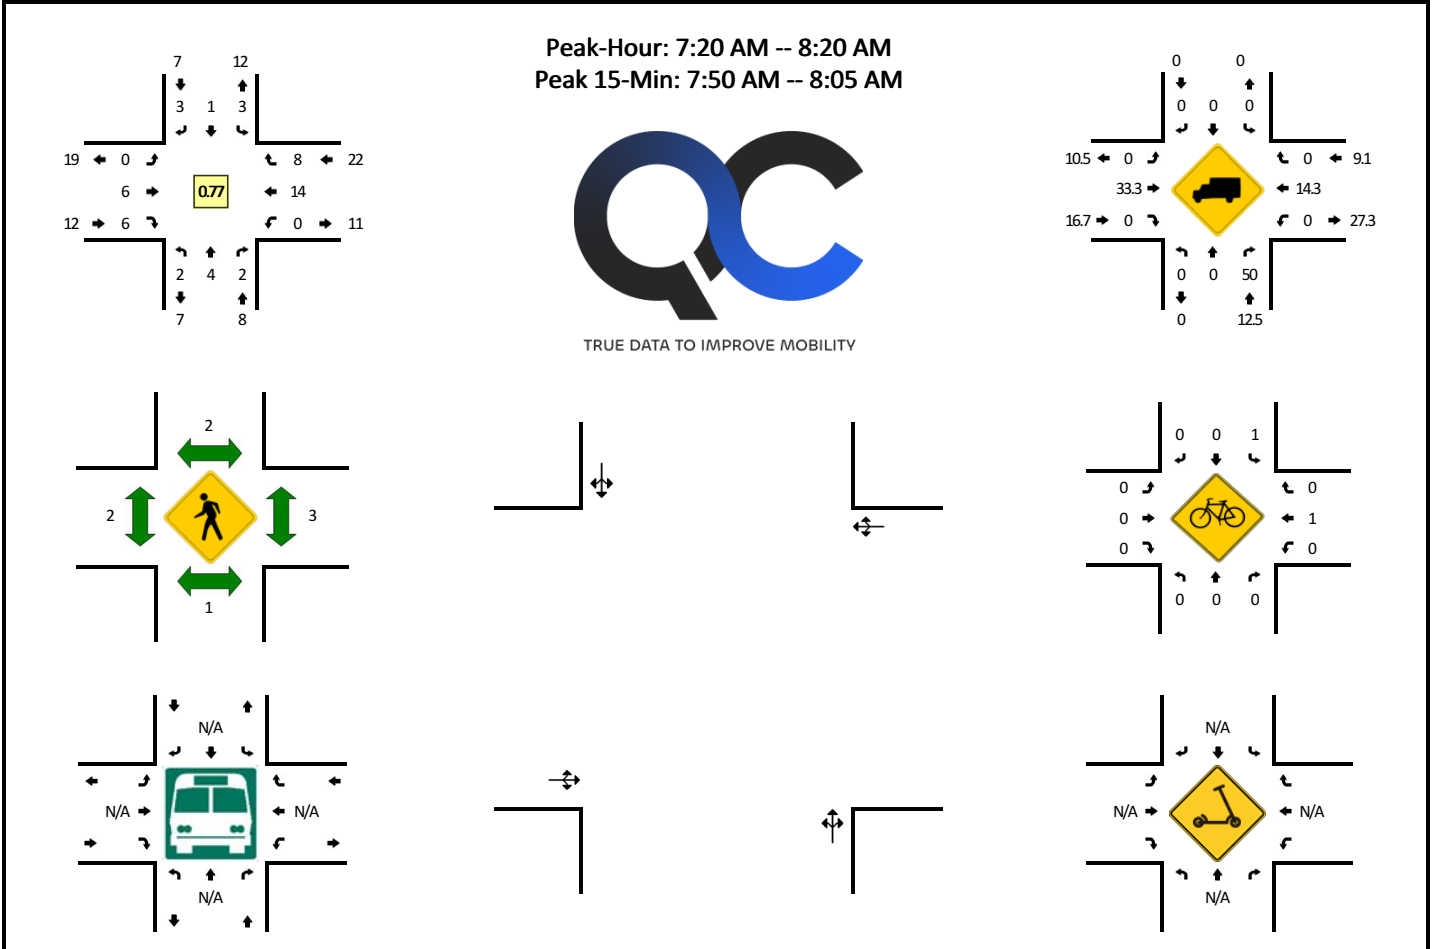 Peak-Hour: 7:20 AM -- 8:20 AM
Peak 15-Min: 7:50 AM -- 8:05 AM
7 12
3 1 3
19 0 8 22
6 0.77 14
12 6 0 11
2 4 2
7 8
TRUE DATA TO IMPROVE MOBILITY
0 0
0 0 0
10.5 0 0 9.1
33.3 14.3
16.7 0 0 27.3
0 0 50
0 12.5
2
2 3
1
0 0 1
0 0
0 1
0 0
0 0 0
N/A
N/A N/A
N/A
N/A
N/A N/A
N/A